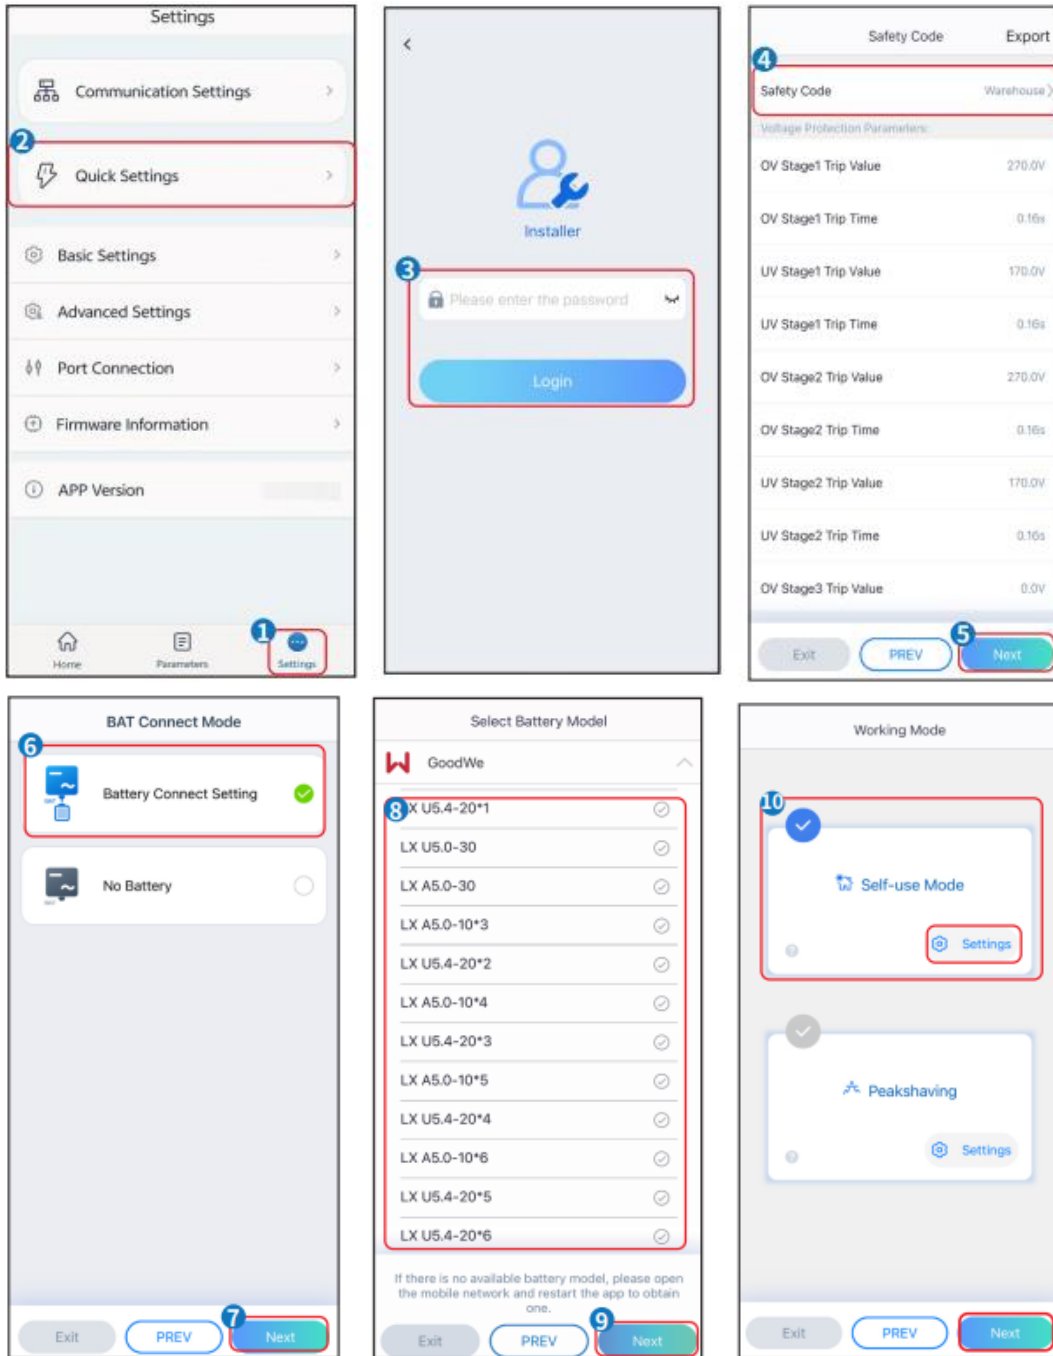 Settings
Communication Settings
2
Quick Settings
Basic Settings
Advanced Settings
Port Connection
Firmware Information
APP Version
1
Home
Parameters
Settings
Installer
3
Please enter the password
Login
Safety Code Export
4
Safety Code Warehouse
Voltage Protection Parameters:
OV Stage1 Trip Value 270.0V
OV Stage1 Trip Time 0.16s
UV Stage1 Trip Value 170.0V
UV Stage1 Trip Time 0.16s
OV Stage2 Trip Value 270.0V
OV Stage2 Trip Time 0.16s
UV Stage2 Trip Value 170.0V
UV Stage2 Trip Time 0.16s
OV Stage3 Trip Value 0.0V
5
Exit PREV Next
BAT Connect Mode
6
Battery Connect Setting
No Battery
7
Exit PREV Next
Select Battery Model
GoodWe
8
X U5.4-20*1
LX U5.0-30
LX A5.0-30
LX A5.0-10*3
LX U5.4-20*2
LX A5.0-10*4
LX U5.4-20*3
LX A5.0-10*5
LX U5.4-20*4
LX A5.0-10*6
LX U5.4-20*5
LX U5.4-20*6
If there is no available battery model, please open
the mobile network and restart the app to obtain
one.
9
Exit PREV Next
Working Mode
10
Self-use Mode
Settings
Peakshaving
Settings
Exit PREV Next